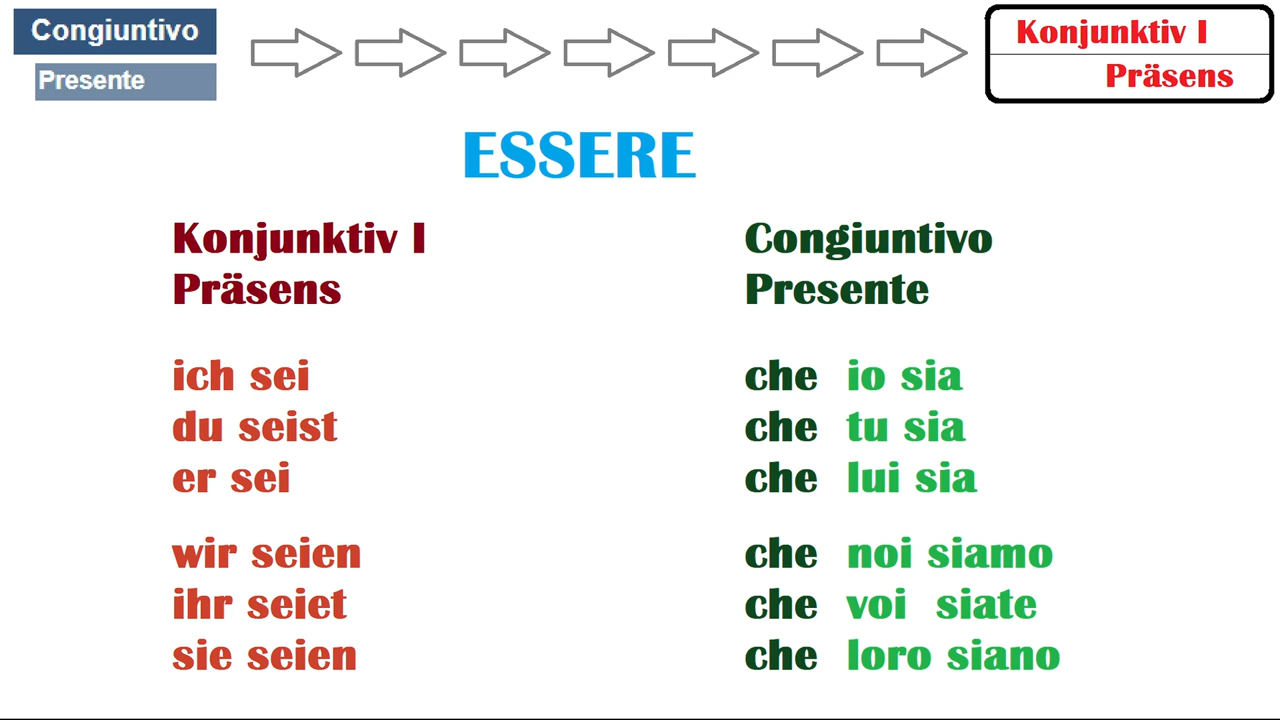 Congiuntivo
Presente
Konjunktiv I
Präsens
ESSERE
Konjunktiv I
Präsens
ich sei
du seist
er sei
wir seien
ihr seiet
sie seien
Congiuntivo
Presente
che io sia
che tu sia
che lui sia
che noi siamo
che voi siate
che loro siano